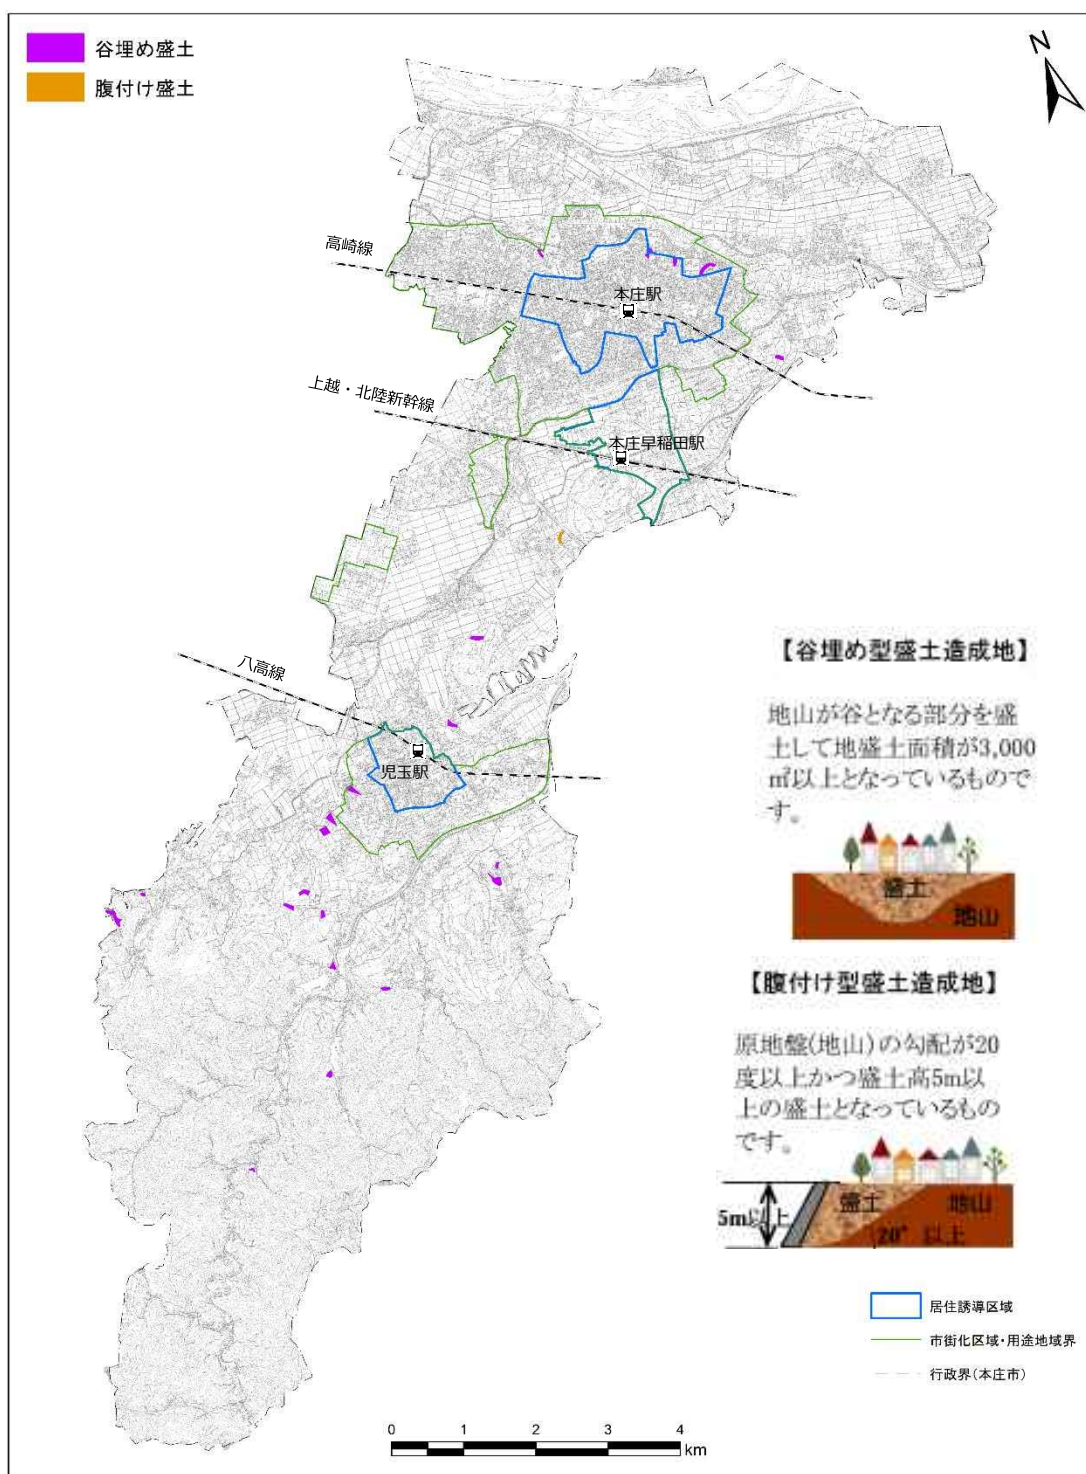 谷埋め盛土
腹付け盛土
N
高崎線
本庄駅
上越・北陸新幹線
本庄早稲田駅
八高線
児玉駅
【谷埋め型盛土造成地】
地山が谷となる部分を盛
土して地盛土面積が3,000
㎡以上となっているもので
す。
盛土
地山
【腹付け型盛土造成地】
原地盤(地山)の勾配が20
度以上かつ盛土高5m以
上の盛土となっているもの
です。
盛土
地山
5m以上
20°以上
居住誘導区域
市街化区域・用途地域界
行政界(本庄市)
0 1 2 3 4
km